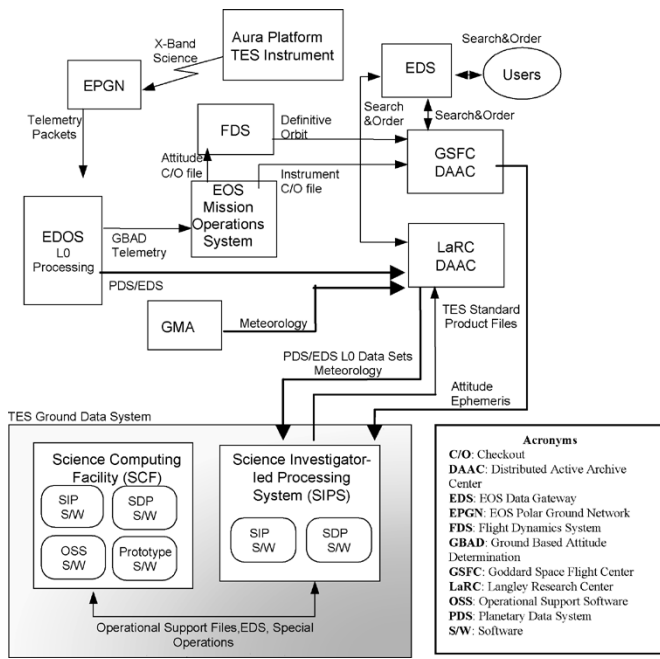 Aura Platform
TES Instrument
X-Band
Science
EPGN
Telemetry
Packets
EDS
Search&Order
Users
Search
&Order
Search&Order
FDS
Definitive
Orbit
GSFC
DAAC
Attitude
C/O file
Instrument
C/O file
EOS
Mission
Operations
System
EDOS
L0
Processing
GBAD
Telemetry
PDS/EDS
LaRC
DAAC
GMA
Meteorology
TES Standard
Product Files
PDS/EDS L0 Data Sets
Meteorology
Attitude
Ephemeris
TES Ground Data System
Science Computing
Facility (SCF)
SIP
S/W
SDP
S/W
OSS
S/W
Prototype
S/W
Science Investigator-
led Processing
System (SIPS)
SIP
S/W
SDP
S/W
Operational Support Files,EDS, Special
Operations
Acronyms
C/O: Checkout
DAAC: Distributed Active Archive
Center
EDS: EOS Data Gateway
EPGN: EOS Polar Ground Network
FDS: Flight Dynamics System
GBAD: Ground Based Attitude
Determination
GSFC: Goddard Space Flight Center
LaRC: Langley Research Center
OSS: Operational Support Software
PDS: Planetary Data System
S/W: Software